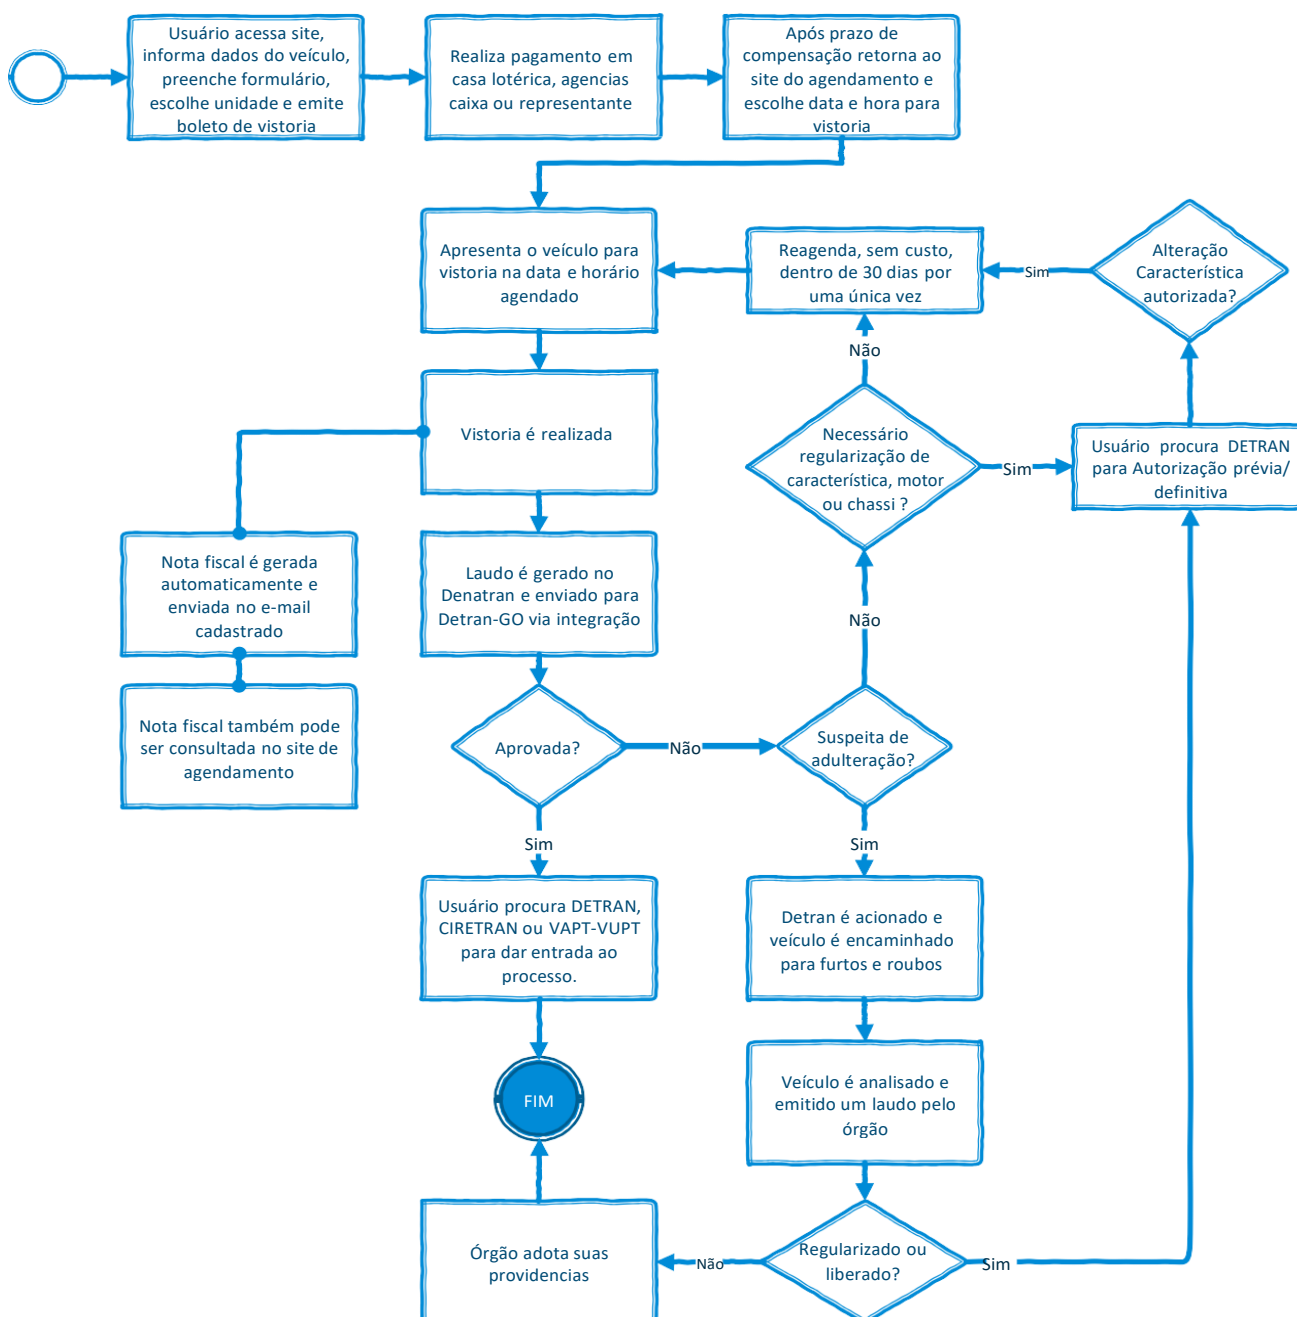 Usuário acessa site,
informa dados do veículo,
preenche formulário,
escolhe unidade e emite
boleto de vistoria
Realiza pagamento em
casa lotérica, agencias
caixa ou representante
Após prazo de
compensação retorna ao
site do agendamento e
escolhe data e hora para
vistoria
Apresenta o veículo para
vistoria na data e horário
agendado
Reagenda, sem custo,
dentro de 30 dias por
uma única vez
Sim
Alteração
Característica
autorizada?
Não
Vistoria é realizada
Necessário
regularização de
característica, motor
ou chassi ?
Sim
Usuário procura DETRAN
para Autorização prévia/
definitiva
Nota fiscal é gerada
automaticamente e
enviada no e-mail
cadastrado
Laudo é gerado no
Denatran e enviado para
Detran-GO via integração
Não
Nota fiscal também pode
ser consultada no site de
agendamento
Aprovada?
Não
Suspeita de
adulteração?
Sim
Sim
Usuário procura DETRAN,
CIRETRAN ou VAPT-VUPT
para dar entrada ao
processo.
Detran é acionado e
veículo é encaminhado
para furtos e roubos
FIM
Veículo é analisado e
emitido um laudo pelo
órgão
Órgão adota suas
providencias
Não
Regularizado ou
liberado?
Sim